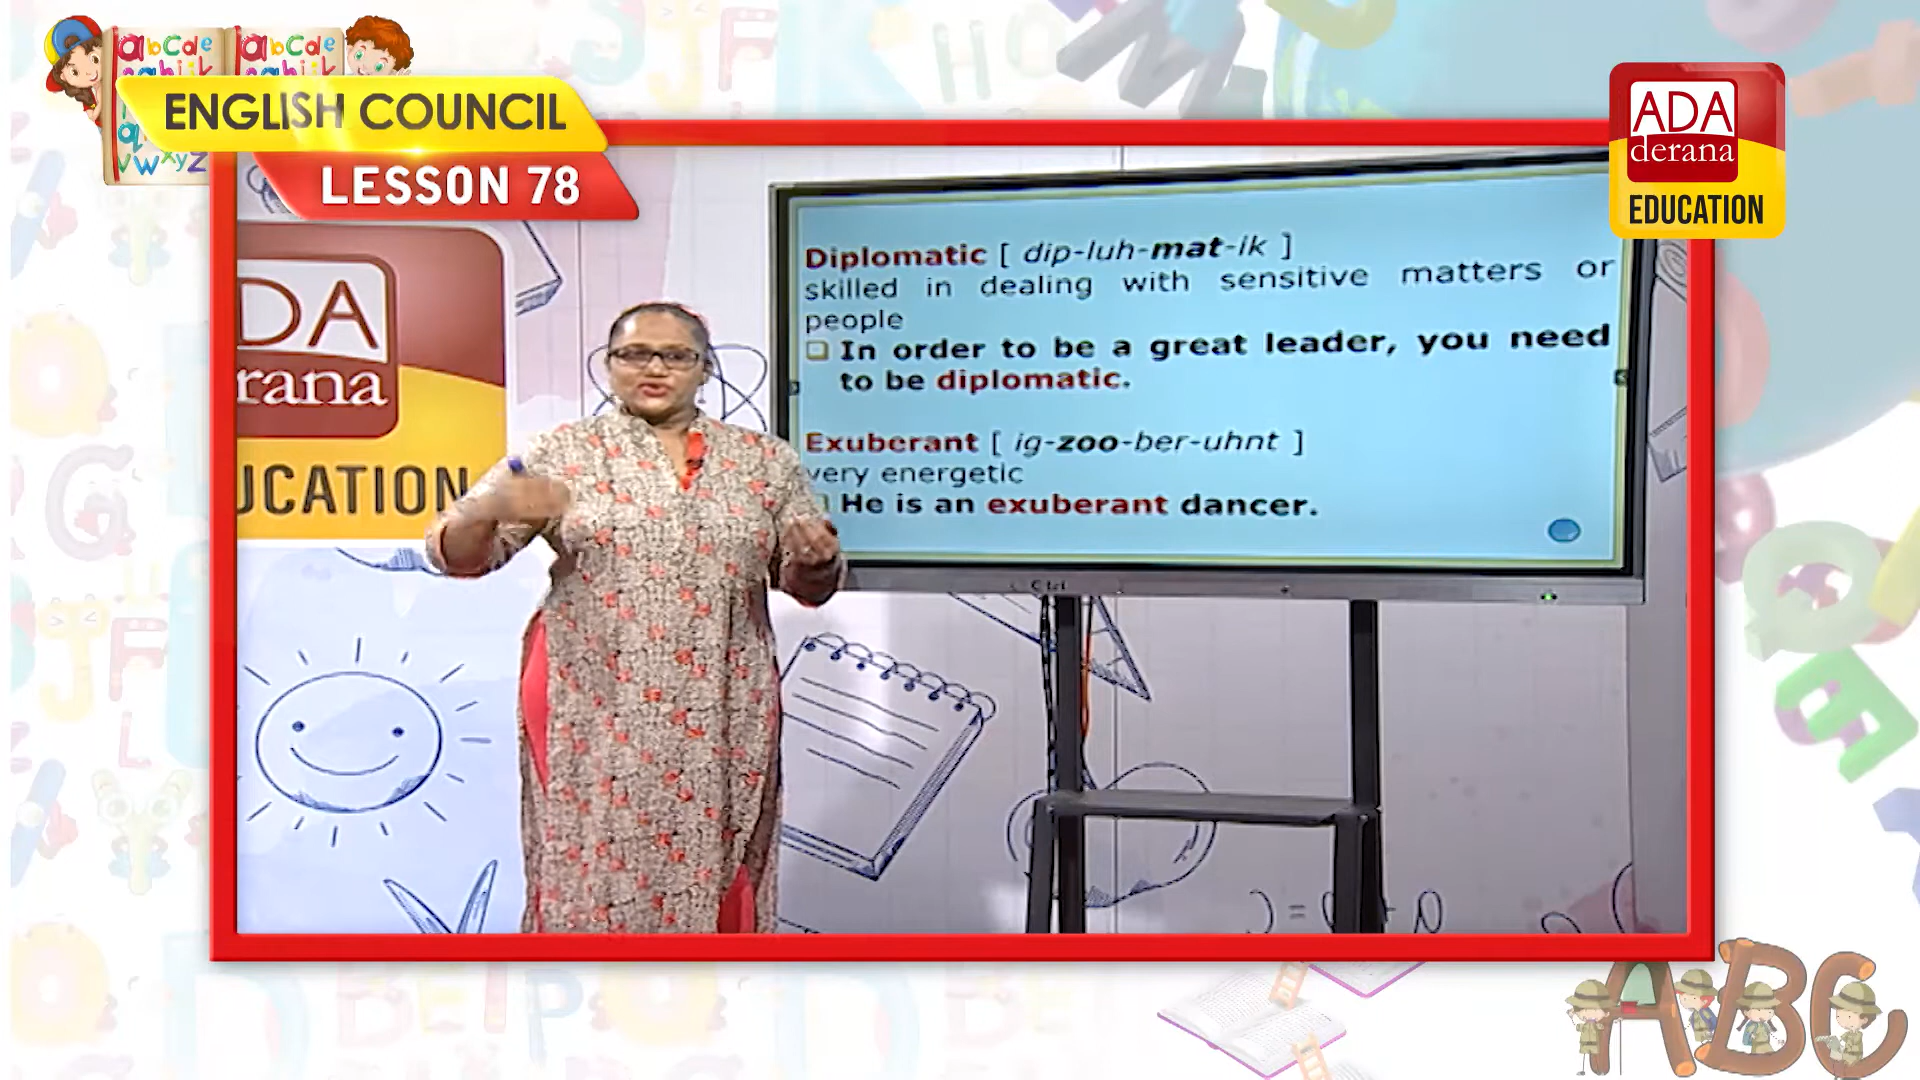 ENGLISH COUNCIL
LESSON 78
ADA
derana
EDUCATION
DA
rana
UCATION
Diplomatic [ dip-luh-mat-ik ]
skilled in dealing with sensitive matters or
people
In order to be a great leader, you need
to be diplomatic.
Exuberant [ ig-zoo-ber-uhnt ]
very energetic
He is an exuberant dancer.
ABC